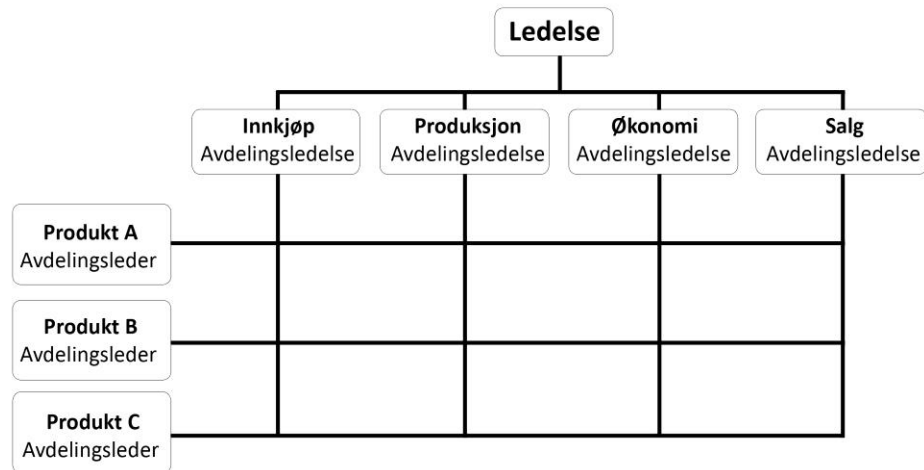 Ledelse
Innkjøp
Avdelingsledelse
Produksjon
Avdelingsledelse
Økonomi
Avdelingsledelse
Salg
Avdelingsledelse
Produkt A
Avdelingsleder
Produkt B
Avdelingsleder
Produkt C
Avdelingsleder